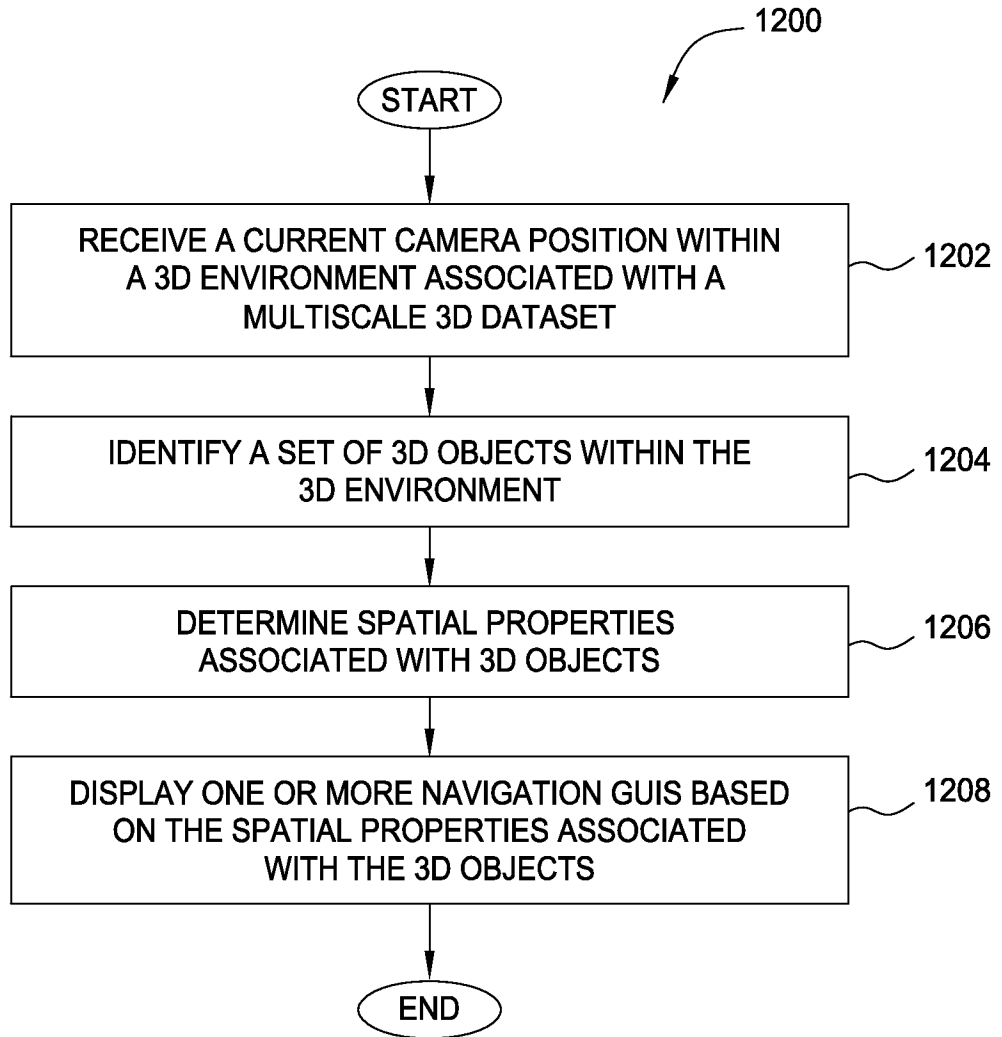 1200
START
RECEIVE A CURRENT CAMERA POSITION WITHIN
A 3D ENVIRONMENT ASSOCIATED WITH A
MULTISCALE 3D DATASET
1202
IDENTIFY A SET OF 3D OBJECTS WITHIN THE
3D ENVIRONMENT
1204
DETERMINE SPATIAL PROPERTIES
ASSOCIATED WITH 3D OBJECTS
1206
DISPLAY ONE OR MORE NAVIGATION GUIS BASED
ON THE SPATIAL PROPERTIES ASSOCIATED
WITH THE 3D OBJECTS
1208
END